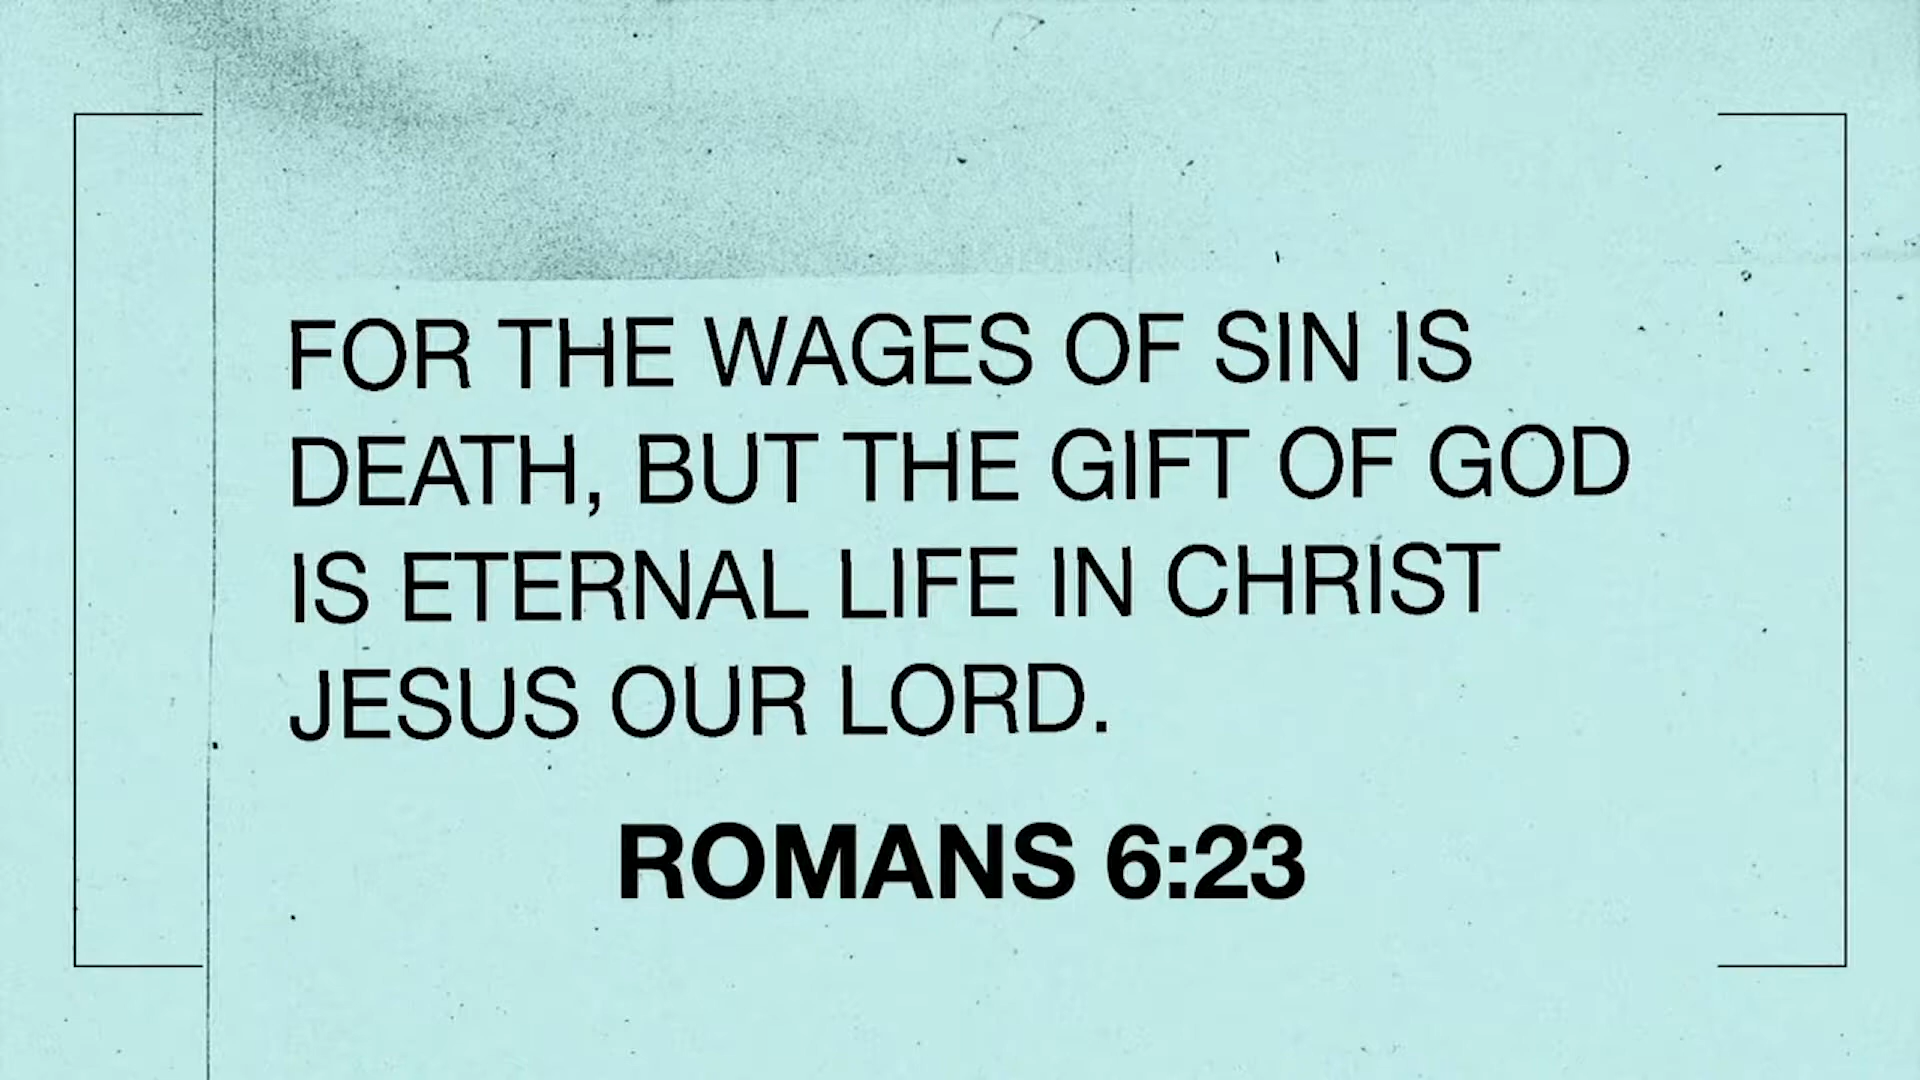 FOR THE WAGES OF SIN IS
DEATH, BUT THE GIFT OF GOD
IS ETERNAL LIFE IN CHRIST
JESUS OUR LORD.
ROMANS 6:23